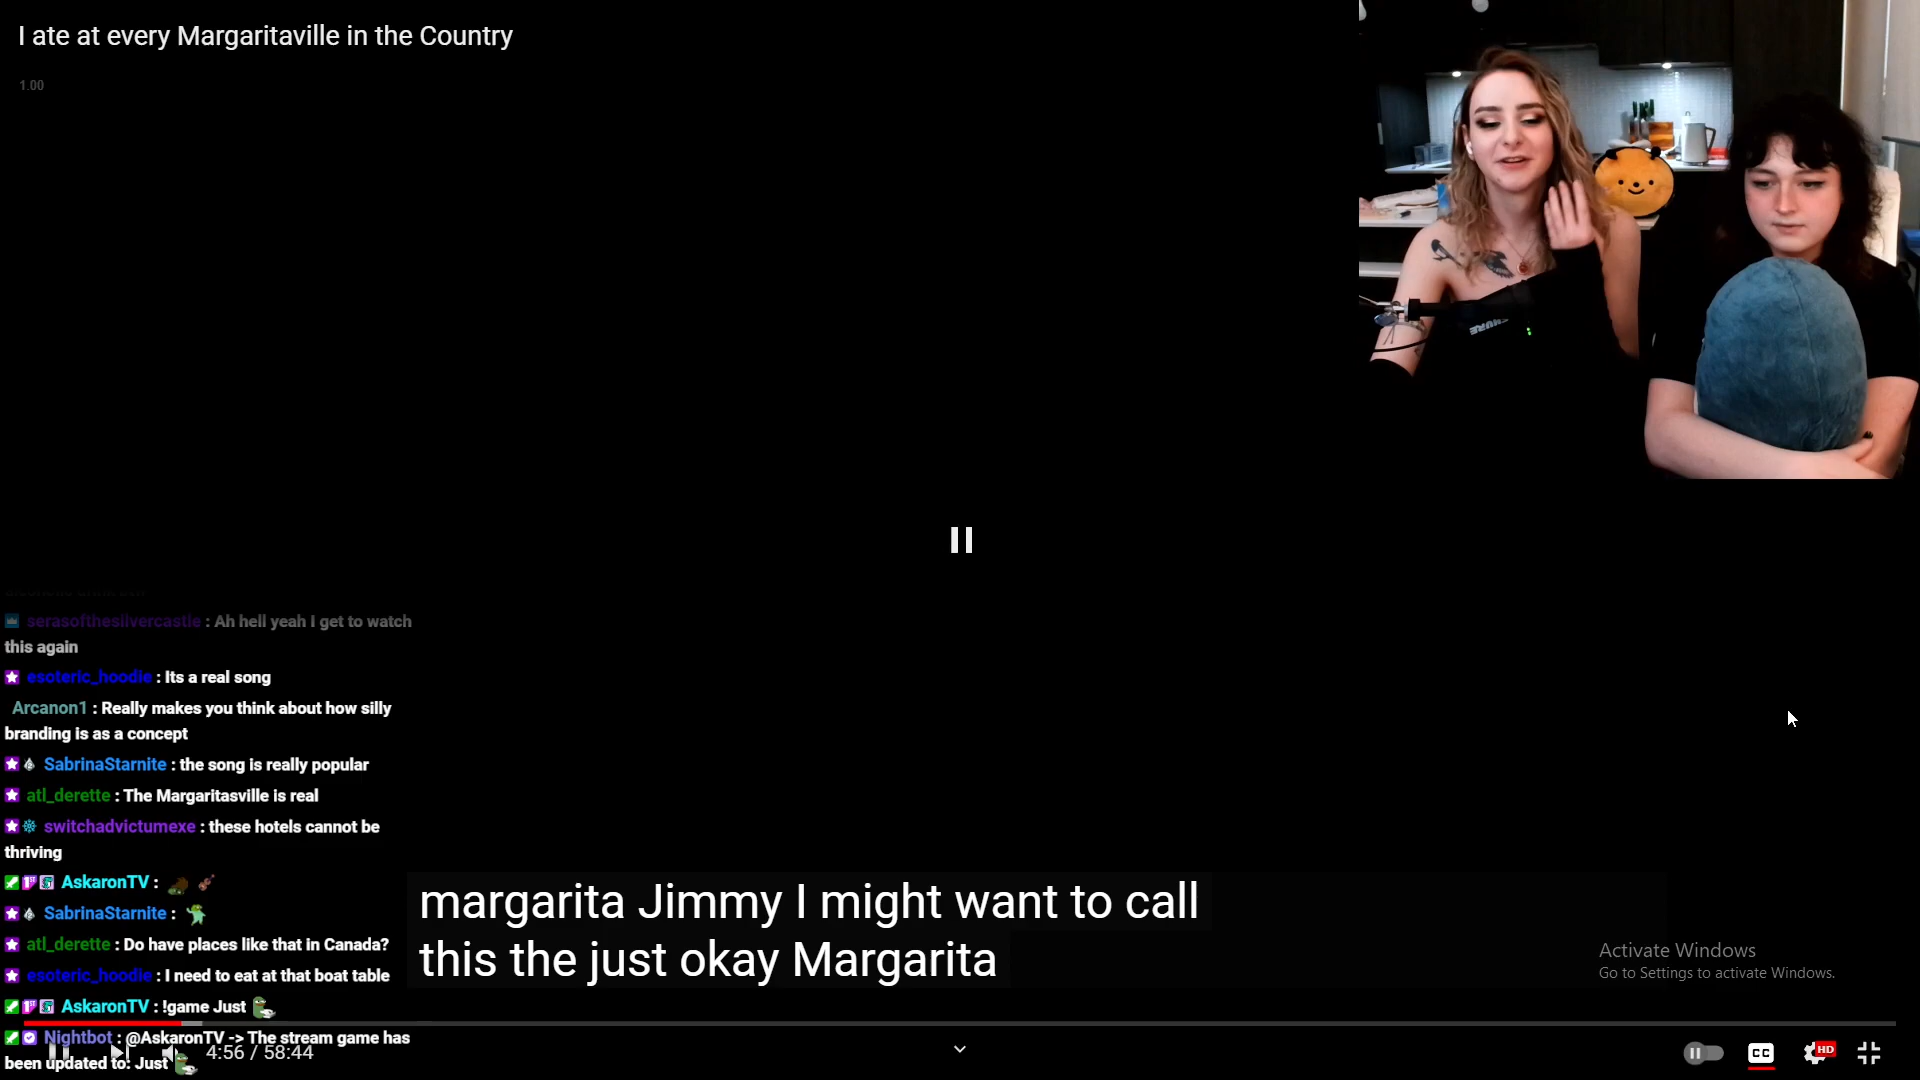 I ate at every Margaritaville in the Country
1.00
SHURE
serasofthesilvercastle : Ah hell yeah I get to watch
this again
esoteric_hoodie : Its a real song
Arcanon1 : Really makes you think about how silly
branding is as a concept
SabrinaStarnite : the song is really popular
atl_derette : The Margaritasville is real
switchadvictumexe : these hotels cannot be
thriving
AskaronTV :
SabrinaStarnite :
atl_derette : Do have places like that in Canada?
esoteric_hoodie : I need to eat at that boat table
AskaronTV : !game Just
Nightbot : @AskaronTV -> The stream game has
been updated to: Just
margarita Jimmy I might want to call
this the just okay Margarita
Activate Windows
Go to Settings to activate Windows.
4:56 / 58:44
CC
HD